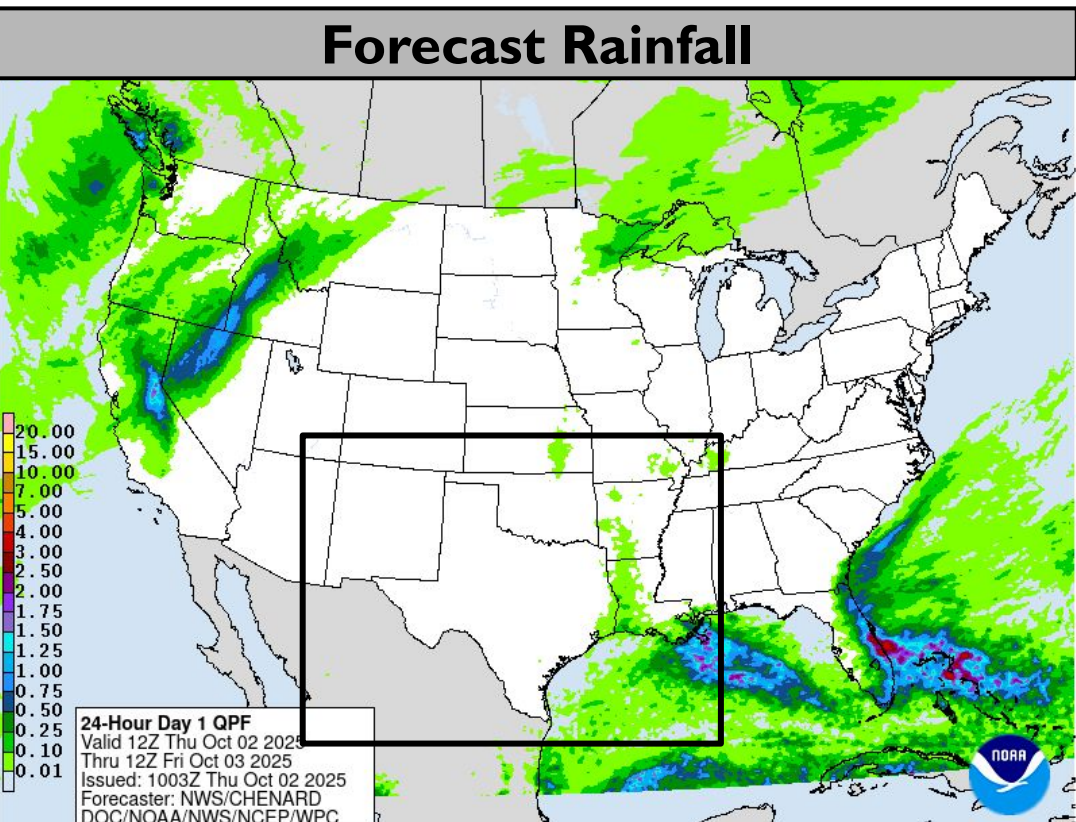 Forecast Rainfall
20.00
15.00
10.00
7.00
5.00
4.00
3.00
2.50
2.00
1.75
1.50
1.25
1.00
0.75
0.50
0.25
0.10
0.01
24-Hour Day 1 QPF
Valid 12Z Thu Oct 02 2025
Thru 12Z Fri Oct 03 2025
Issued: 1003Z Thu Oct 02 2025
Forecaster: NWS/CHENARD
DOC/NOAA/NWS/NCEP/WPC
NOAA